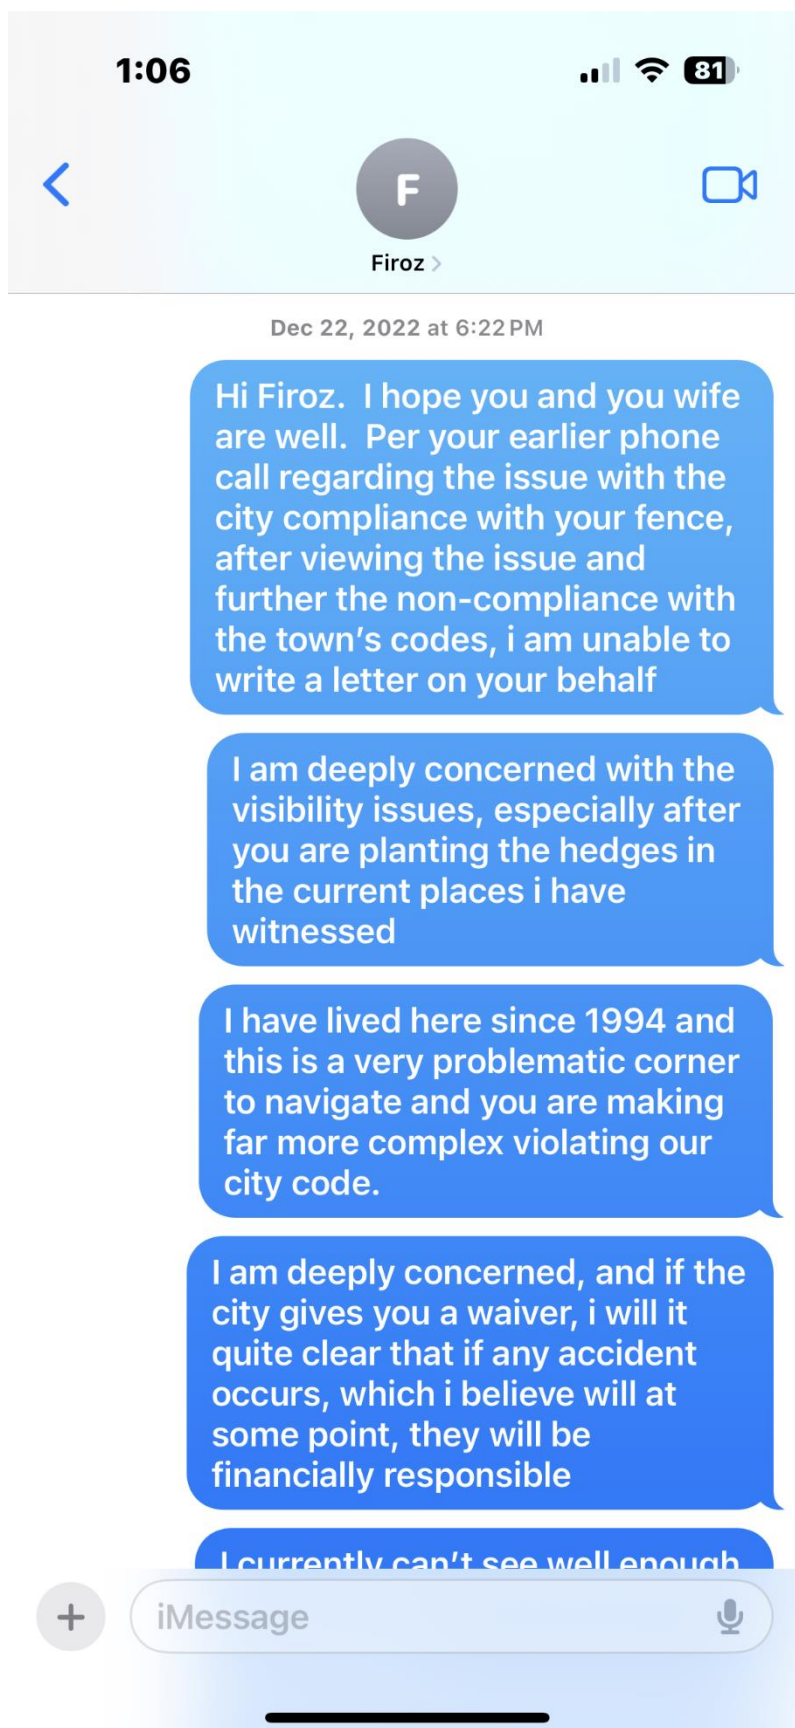 1:06
81
F
Firoz
Dec 22, 2022 at 6:22 PM
Hi Firoz.  I hope you and you wife
are well.  Per your earlier phone
call regarding the issue with the
city compliance with your fence,
after viewing the issue and
further the non-compliance with
the town’s codes, i am unable to
write a letter on your behalf
I am deeply concerned with the
visibility issues, especially after
you are planting the hedges in
the current places i have
witnessed
I have lived here since 1994 and
this is a very problematic corner
to navigate and you are making
far more complex violating our
city code.
I am deeply concerned, and if the
city gives you a waiver, i will it
quite clear that if any accident
occurs, which i believe will at
some point, they will be
financially responsible
I currently can’t see well enough
iMessage